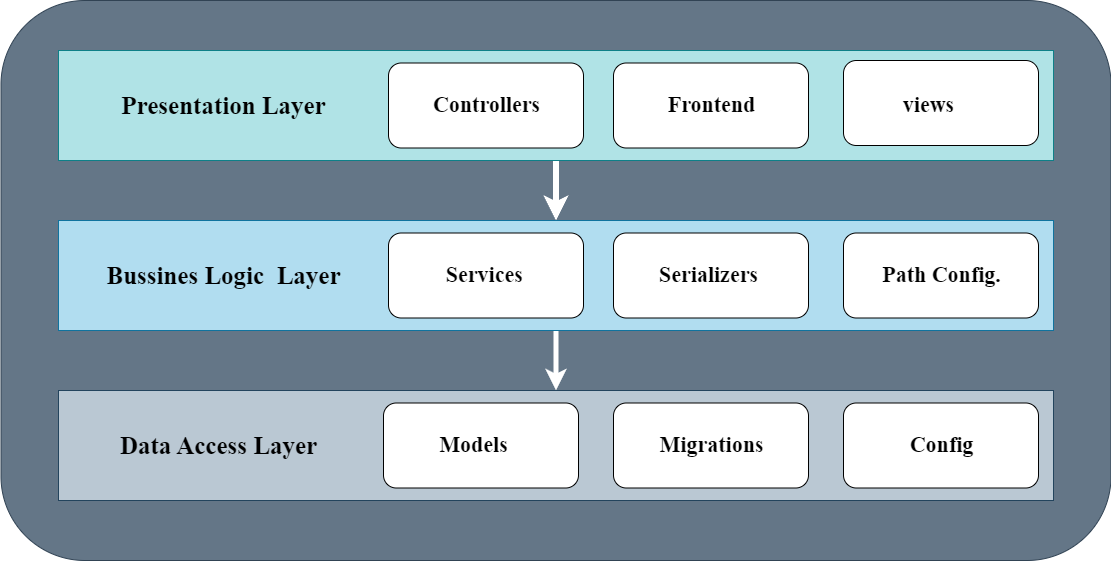 Presentation Layer
Controllers
Frontend
views
Bussines Logic  Layer
Services
Serializers
Path Config.
Data Access Layer
Models
Migrations
Config